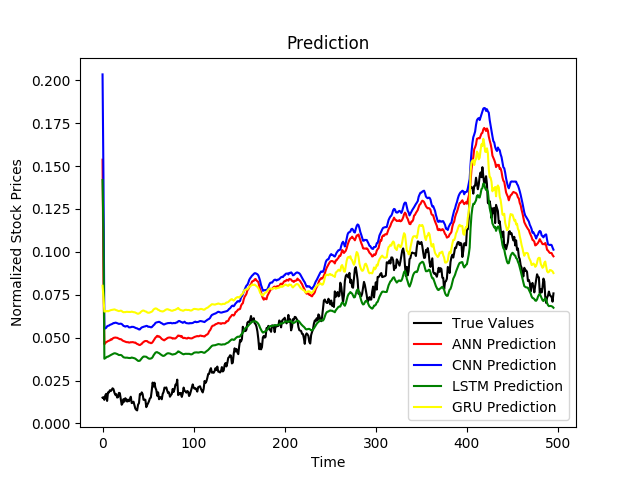 Prediction
0.200
0.175
0.150
0.125
0.100
0.075
0.050
0.025
0.000
Normalized Stock Prices
0 100 200 300 400 500
Time
True Values
ANN Prediction
CNN Prediction
LSTM Prediction
GRU Prediction